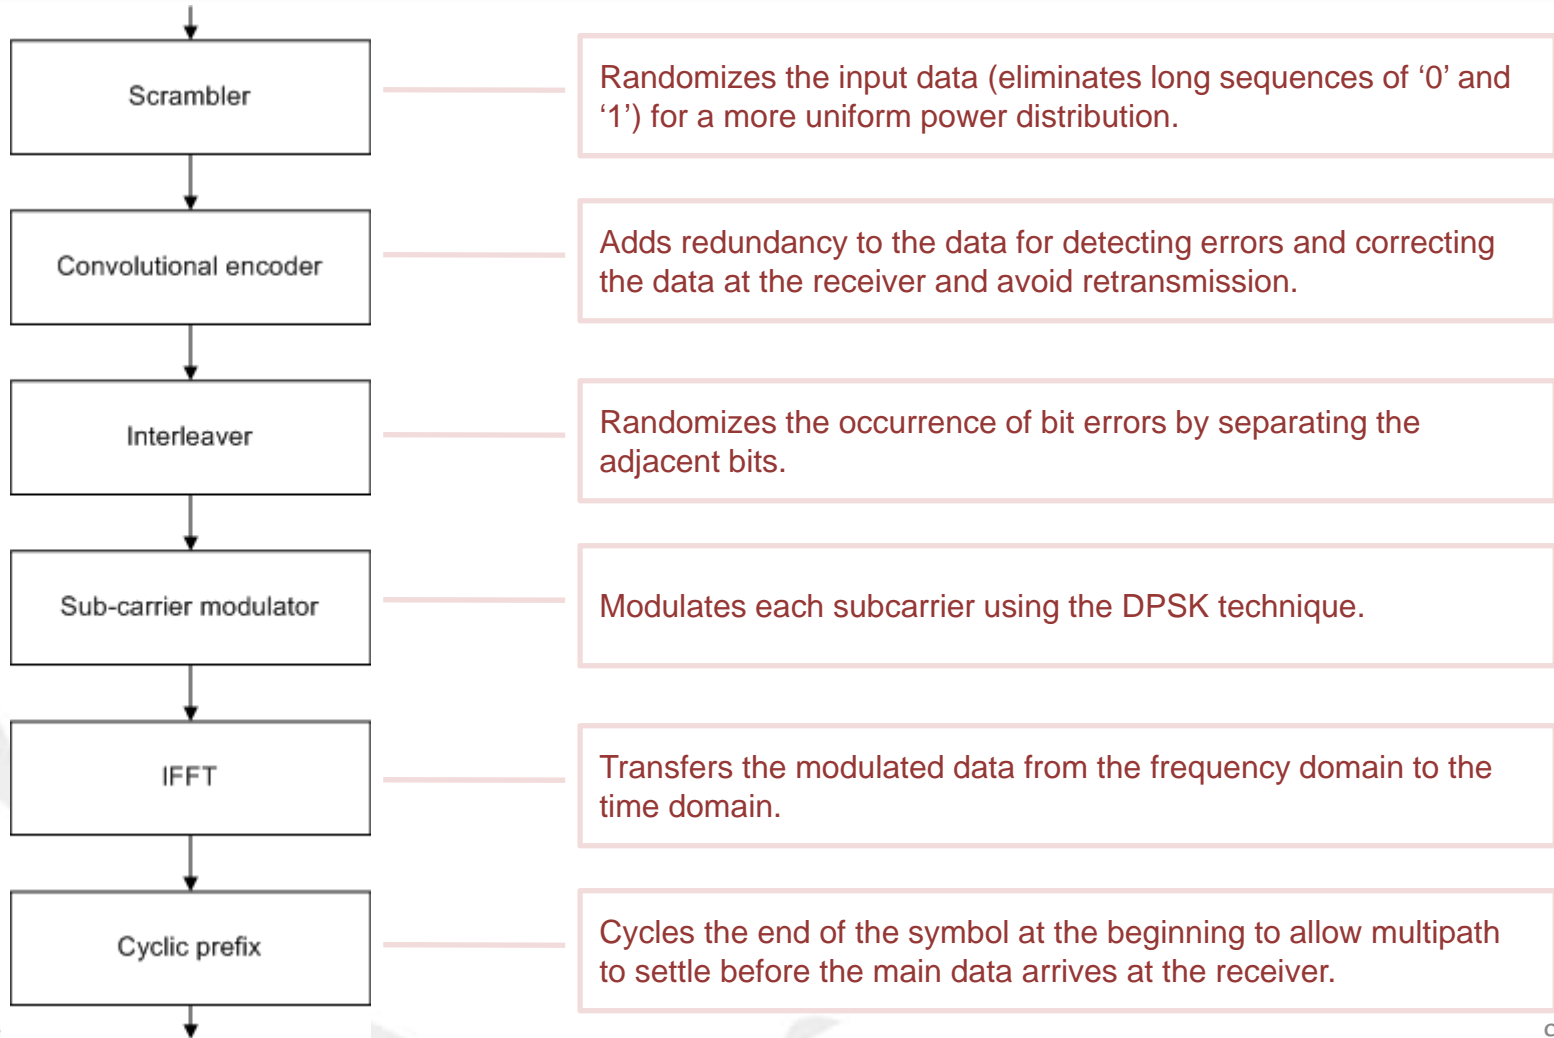 Scrambler
Randomizes the input data (eliminates long sequences of ‘0’ and
‘1’) for a more uniform power distribution.
Convolutional encoder
Adds redundancy to the data for detecting errors and correcting
the data at the receiver and avoid retransmission.
Interleaver
Randomizes the occurrence of bit errors by separating the
adjacent bits.
Sub-carrier modulator
Modulates each subcarrier using the DPSK technique.
IFFT
Transfers the modulated data from the frequency domain to the
time domain.
Cyclic prefix
Cycles the end of the symbol at the beginning to allow multipath
to settle before the main data arrives at the receiver.